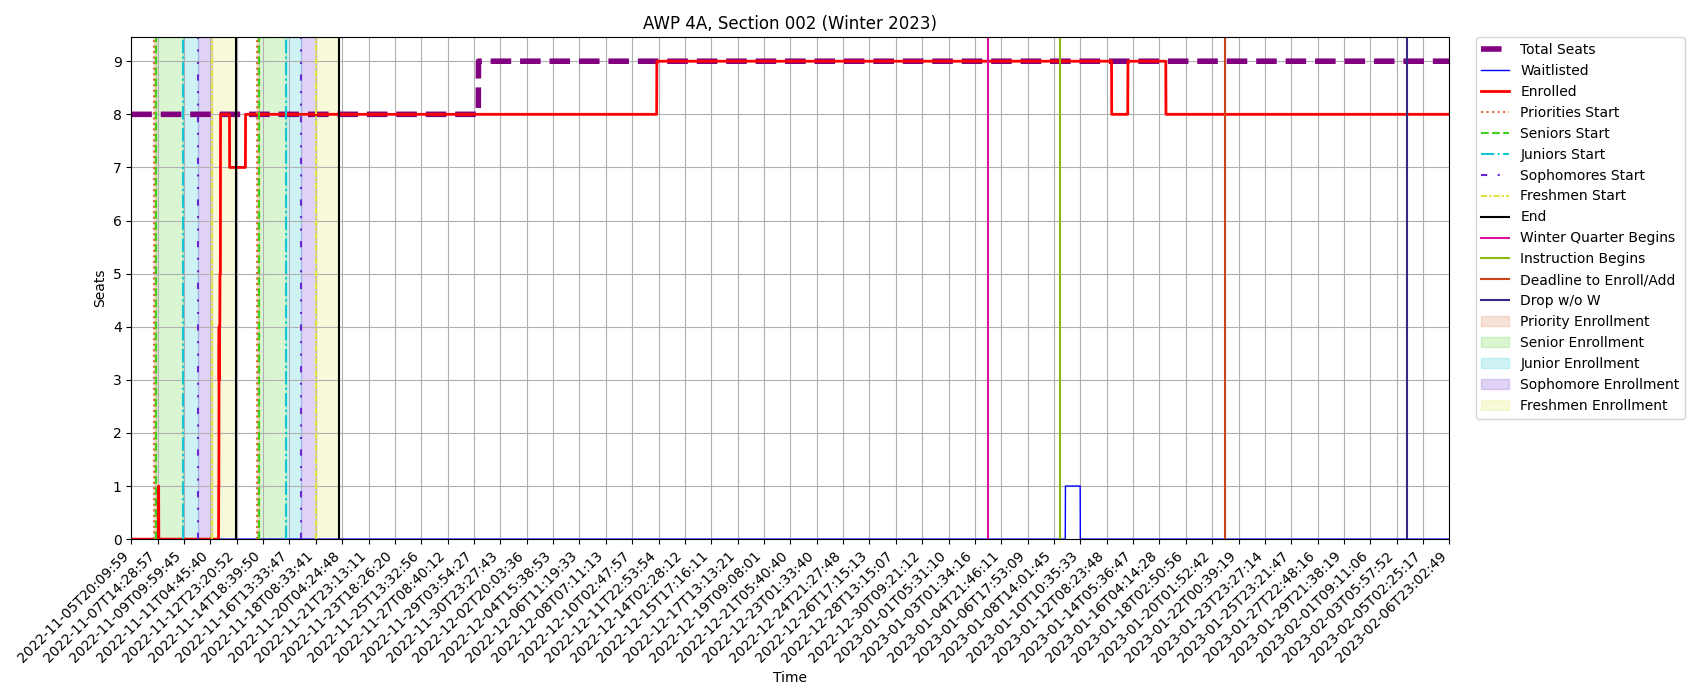 AWP 4A, Section 002 (Winter 2023)
Seats
9
8
7
6
5
4
3
2
1
0
2022-11-05T20:09:59
2022-11-07T14:28:57
2022-11-09T09:59:45
2022-11-11T04:45:40
2022-11-12T23:20:52
2022-11-14T18:39:50
2022-11-16T13:33:47
2022-11-18T08:33:41
2022-11-20T04:24:48
2022-11-21T23:13:11
2022-11-23T18:26:20
2022-11-25T13:32:56
2022-11-27T08:40:12
2022-11-29T03:54:27
2022-11-30T23:27:43
2022-12-02T20:03:36
2022-12-04T15:38:53
2022-12-06T11:19:33
2022-12-08T07:11:13
2022-12-10T02:47:57
2022-12-11T22:53:54
2022-12-14T02:28:12
2022-12-15T17:16:11
2022-12-17T13:13:21
2022-12-19T09:08:01
2022-12-21T05:40:40
2022-12-23T01:33:40
2022-12-24T21:27:48
2022-12-26T17:15:13
2022-12-28T13:15:07
2022-12-30T09:21:12
2023-01-01T05:31:10
2023-01-03T01:34:16
2023-01-04T21:46:11
2023-01-06T17:53:09
2023-01-08T14:01:45
2023-01-10T10:35:33
2023-01-12T08:23:48
2023-01-14T05:36:47
2023-01-16T04:14:28
2023-01-18T02:50:56
2023-01-20T01:52:42
2023-01-22T00:39:19
2023-01-23T23:27:14
2023-01-25T23:21:47
2023-01-27T22:48:16
2023-01-29T21:38:19
2023-02-01T09:11:06
2023-02-03T05:57:52
2023-02-05T02:25:17
2023-02-06T23:02:49
Time
Total Seats
Waitlisted
Enrolled
Priorities Start
Seniors Start
Juniors Start
Sophomores Start
Freshmen Start
End
Winter Quarter Begins
Instruction Begins
Deadline to Enroll/Add
Drop w/o W
Priority Enrollment
Senior Enrollment
Junior Enrollment
Sophomore Enrollment
Freshmen Enrollment